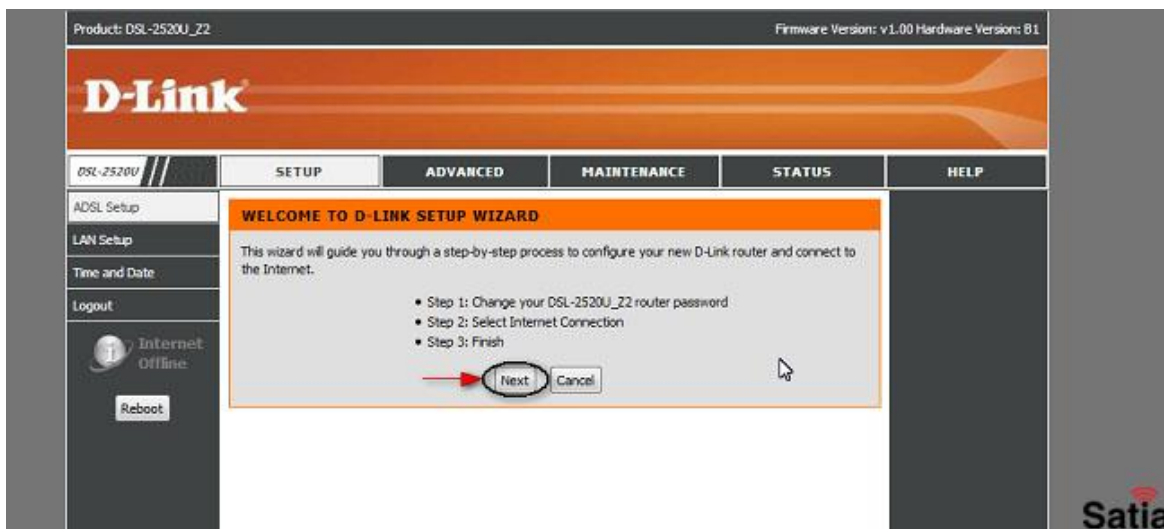 Product: DSL-2520U_Z2
Firmware Version: v1.00 Hardware Version: B1
D-Link
DSL-2520U
SETUP
ADVANCED
MAINTENANCE
STATUS
HELP
ADSL Setup
LAN Setup
Time and Date
Logout
Internet
Offline
Reboot
WELCOME TO D-LINK SETUP WIZARD
This wizard will guide you through a step-by-step process to configure your new D-Link router and connect to
the Internet.
• Step 1: Change your DSL-2520U_Z2 router password
• Step 2: Select Internet Connection
• Step 3: Finish
Next
Cancel
Satia